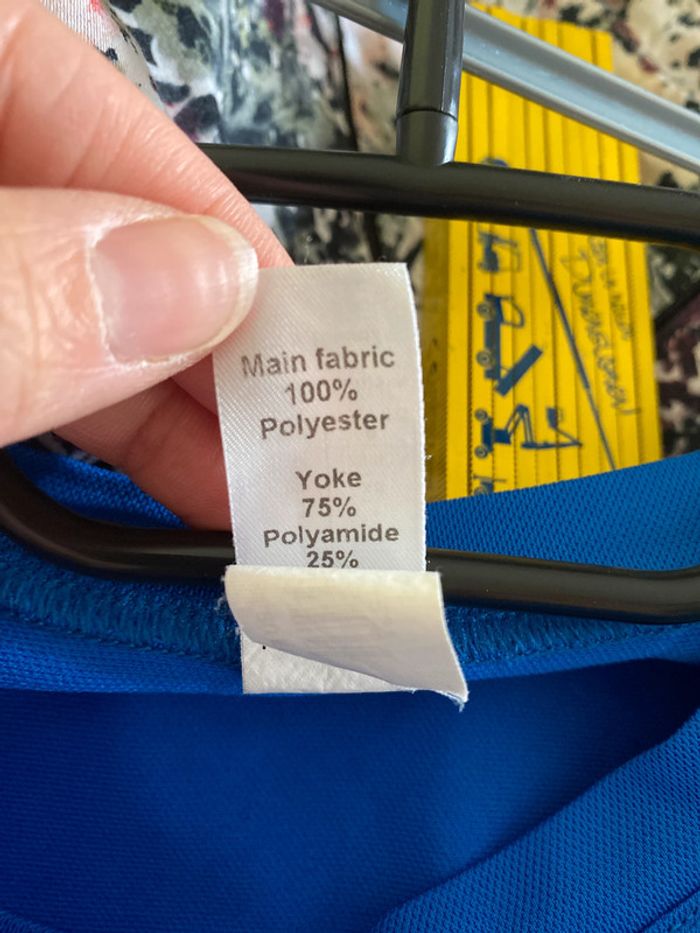 Main fabric
100%
Polyester
Yoke
75%
Polyamide
25%